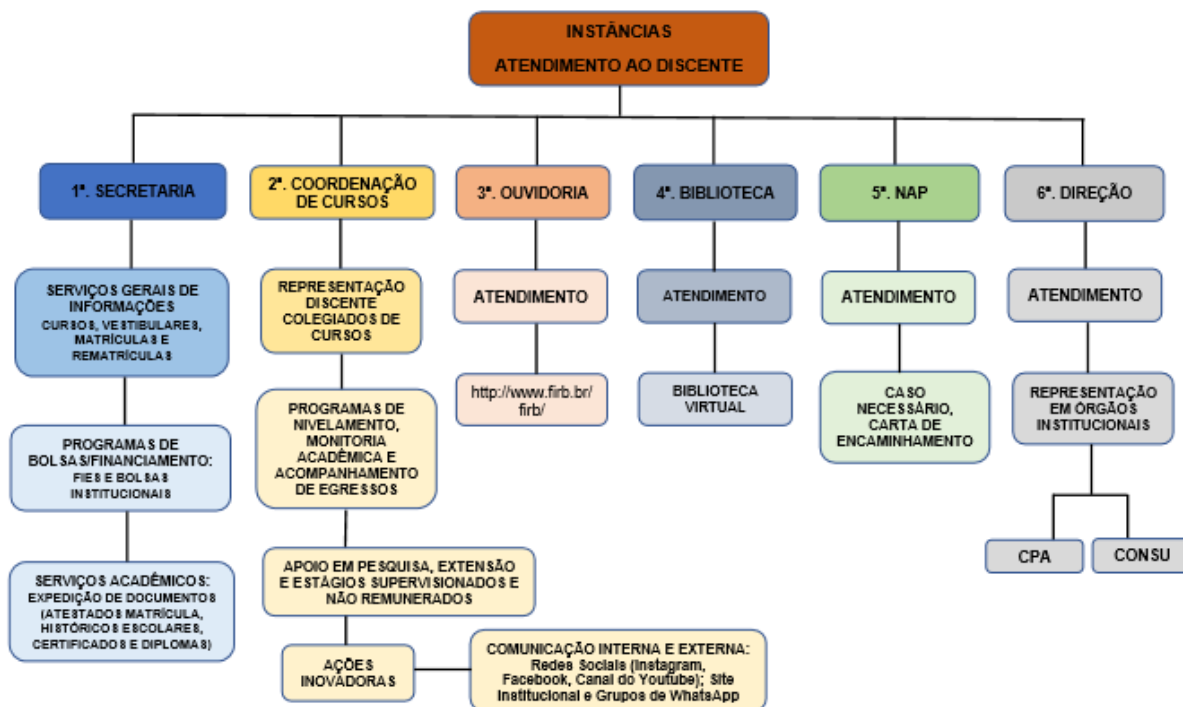 INSTÂNCIAS
ATENDIMENTO AO DISCENTE
1ª. SECRETARIA
2ª. COORDENAÇÃO
DE CURSOS
3ª. OUVIDORIA
4ª. BIBLIOTECA
5ª. NAP
6ª. DIREÇÃO
SERVIÇOS GERAIS DE
INFORMAÇÕES
CURSOS, VESTIBULARES,
MATRÍCULAS E
REMATRÍCULAS
REPRESENTAÇÃO
DISCENTE
COLEGIADOS DE
CURSOS
ATENDIMENTO
ATENDIMENTO
ATENDIMENTO
ATENDIMENTO
PROGRAMAS DE
BOLSAS/FINANCIAMENTO:
FIES E BOLSAS
INSTITUCIONAIS
PROGRAMAS DE
NIVELAMENTO,
MONITORIA
ACADÊMICA E
ACOMPANHAMENTO
DE EGRESSOS
http://www.firb.br/
firb/
BIBLIOTECA
VIRTUAL
CASO
NECESSÁRIO,
CARTA DE
ENCAMINHAMENTO
REPRESENTAÇÃO
EM ÓRGÃOS
INSTITUCIONAIS
SERVIÇOS ACADÊMICOS:
EXPEDIÇÃO DE DOCUMENTOS
(ATESTADOS MATRÍCULA,
HISTÓRICOS ESCOLARES,
CERTIFICADOS E DIPLOMAS)
APOIO EM PESQUISA, EXTENSÃO
E ESTÁGIOS SUPERVISIONADOS E
NÃO REMUNERADOS
CPA
CONSU
AÇÕES
INOVADORAS
COMUNICAÇÃO INTERNA E EXTERNA:
Redes Sociais (Instagram,
Facebook, Canal do Youtube); Site
Institucional e Grupos de WhatsApp